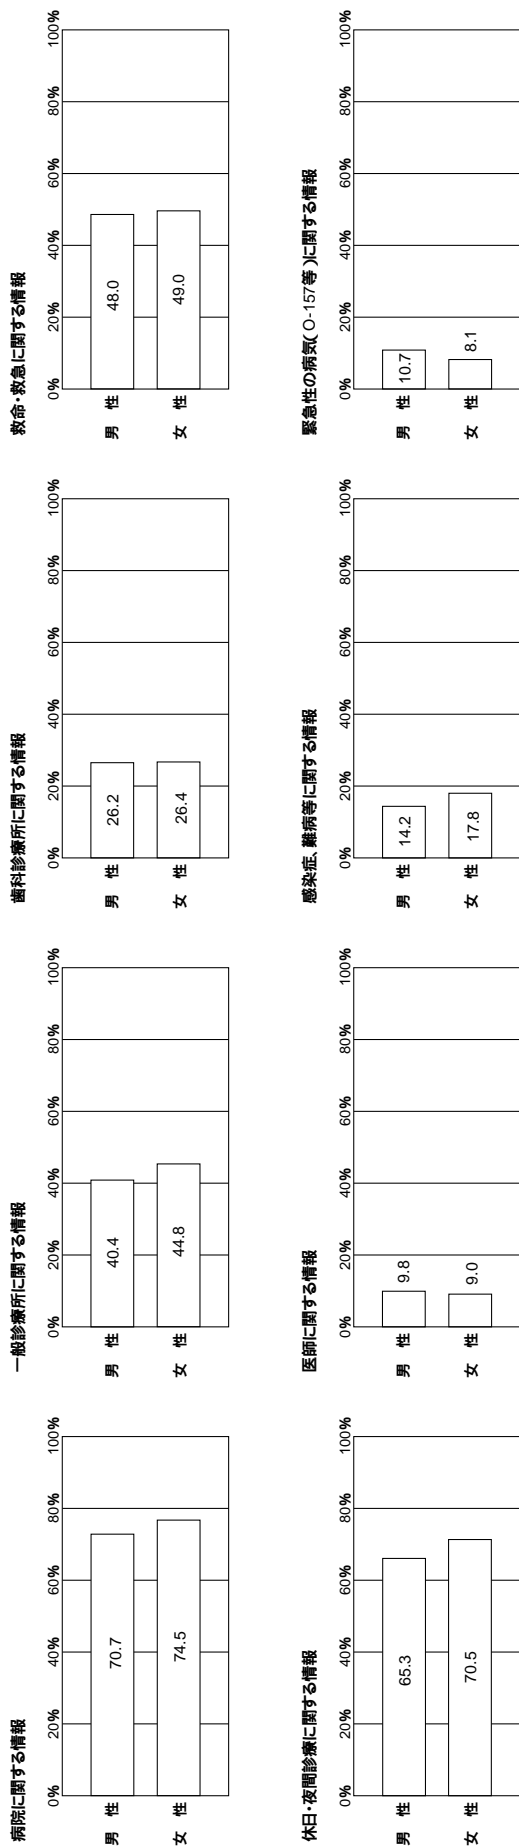 病院に関する情報
0% 20% 40% 60% 80% 100%
男 性 70.7
女 性 74.5
一般診療所に関する情報
0% 20% 40% 60% 80% 100%
男 性 40.4
女 性 44.8
歯科診療所に関する情報
0% 20% 40% 60% 80% 100%
男 性 26.2
女 性 26.4
救命・救急に関する情報
0% 20% 40% 60% 80% 100%
男 性 48.0
女 性 49.0
休日・夜間診療に関する情報
0% 20% 40% 60% 80% 100%
男 性 65.3
女 性 70.5
医師に関する情報
0% 20% 40% 60% 80% 100%
男 性 9.8
女 性 9.0
感染症、難病等に関する情報
0% 20% 40% 60% 80% 100%
男 性 14.2
女 性 17.8
緊急性の病気(O-157等)に関する情報
0% 20% 40% 60% 80% 100%
男 性 10.7
女 性 8.1